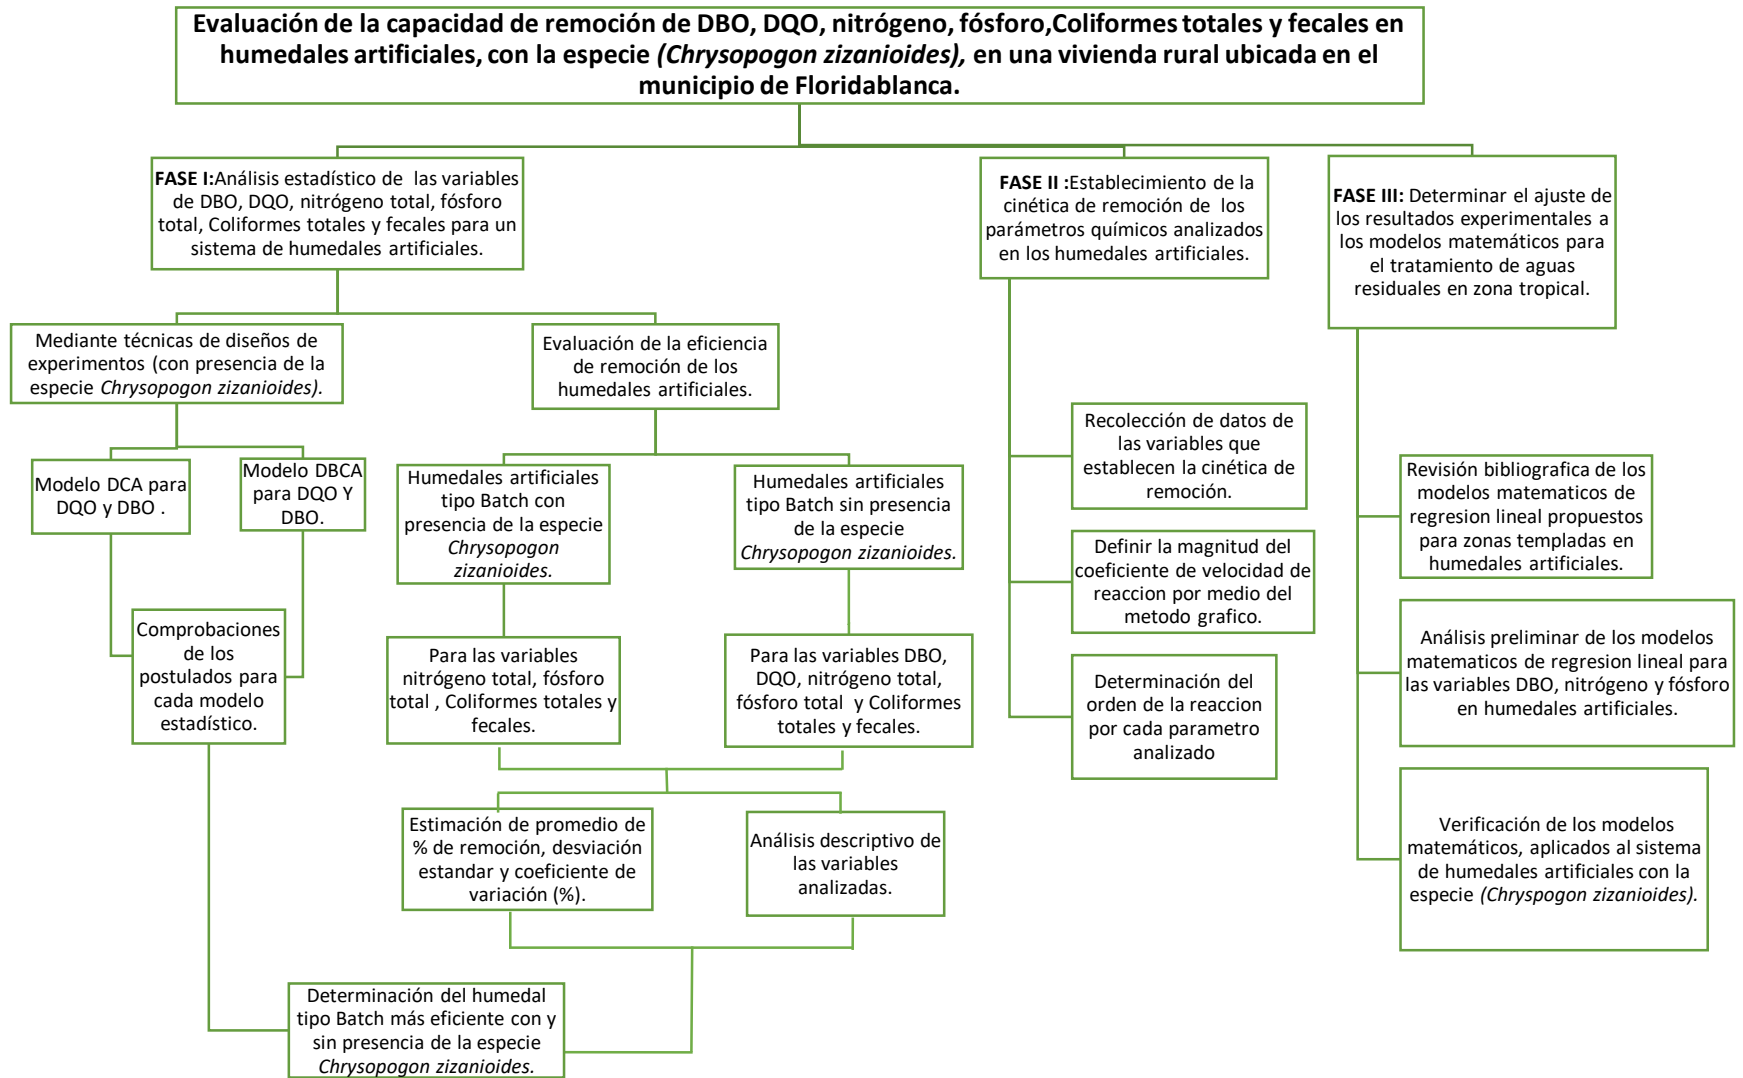 Evaluación de la capacidad de remoción de DBO, DQO, nitrógeno, fósforo,Coliformes totales y fecales en
humedales artificiales, con la especie (Chrysopogon zizanioides), en una vivienda rural ubicada en el
municipio de Floridablanca.
FASE I:Análisis estadístico de las variables
de DBO, DQO, nitrógeno total, fósforo
total, Coliformes totales y fecales para un
sistema de humedales artificiales.
Mediante técnicas de diseños de
experimentos (con presencia de la
especie Chrysopogon zizanioides).
Modelo DCA para
DQO y DBO .
Modelo DBCA
para DQO Y
DBO.
Comprobaciones
de los
postulados para
cada modelo
estadístico.
Evaluación de la eficiencia
de remoción de los
humedales artificiales.
Humedales artificiales
tipo Batch con
presencia de la especie
Chrysopogon
zizanioides.
Humedales artificiales
tipo Batch sin presencia
de la especie
Chrysopogon zizanioides.
Para las variables
nitrógeno total, fósforo
total , Coliformes totales y
fecales.
Para las variables DBO,
DQO, nitrógeno total,
fósforo total y Coliformes
totales y fecales.
Estimación de promedio de
% de remoción, desviación
estandar y coeficiente de
variación (%).
Análisis descriptivo de
las variables
analizadas.
Determinación del humedal
tipo Batch más eficiente con y
sin presencia de la especie
Chrysopogon zizanioides.
FASE II :Establecimiento de la
cinética de remoción de los
parámetros químicos analizados
en los humedales artificiales.
Recolección de datos de
las variables que
establecen la cinética de
remoción.
Definir la magnitud del
coeficiente de velocidad de
reaccion por medio del
metodo grafico.
Determinación del
orden de la reaccion
por cada parametro
analizado
FASE III: Determinar el ajuste de
los resultados experimentales a
los modelos matemáticos para
el tratamiento de aguas
residuales en zona tropical.
Revisión bibliografica de los
modelos matematicos de
regresion lineal propuestos
para zonas templadas en
humedales artificiales.
Análisis preliminar de los modelos
matematicos de regresion lineal para
las variables DBO, nitrógeno y fósforo
en humedales artificiales.
Verificación de los modelos
matemáticos, aplicados al sistema
de humedales artificiales con la
especie (Chryspogon zizanioides).